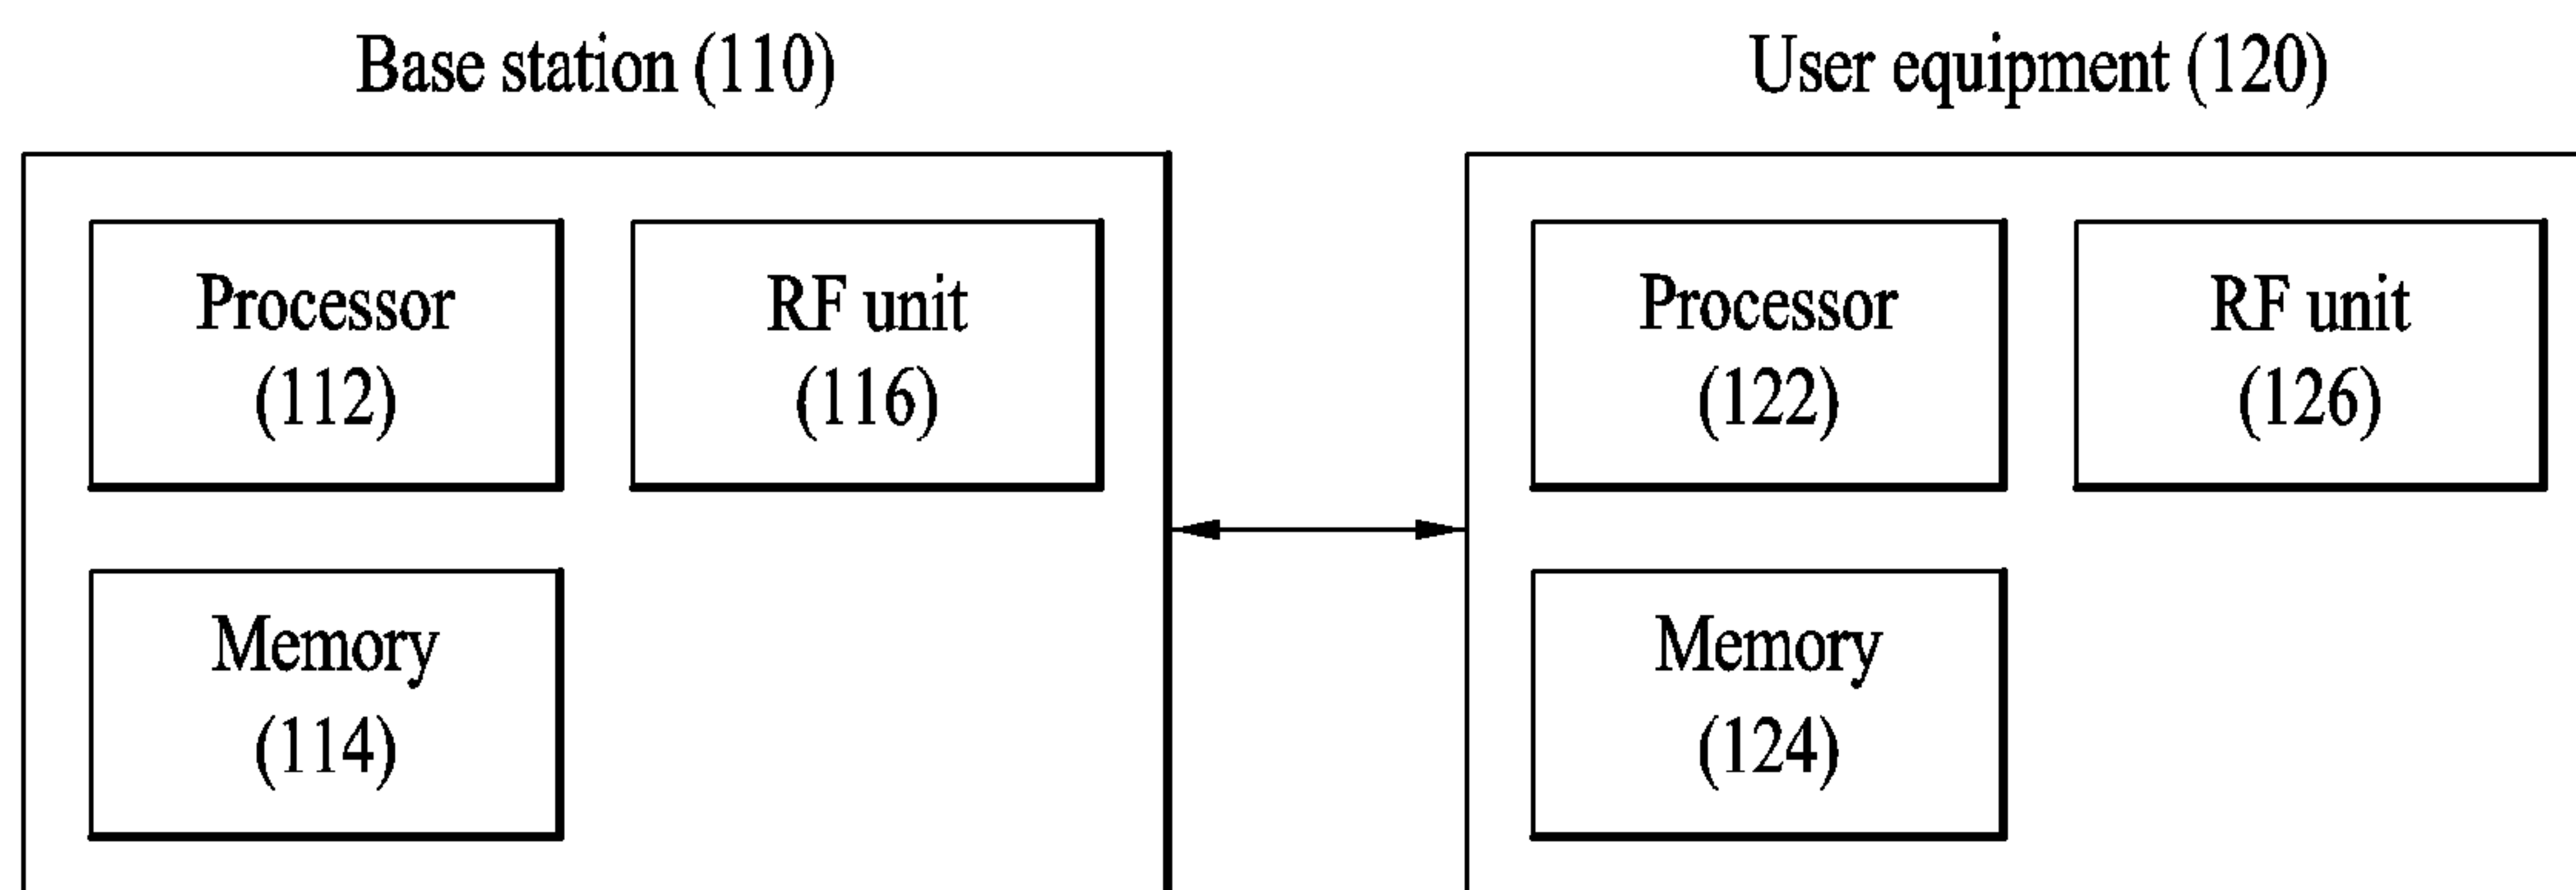 Base station (110)
Processor
(112)
RF unit
(116)
Memory
(114)
User equipment (120)
Processor
(122)
RF unit
(126)
Memory
(124)